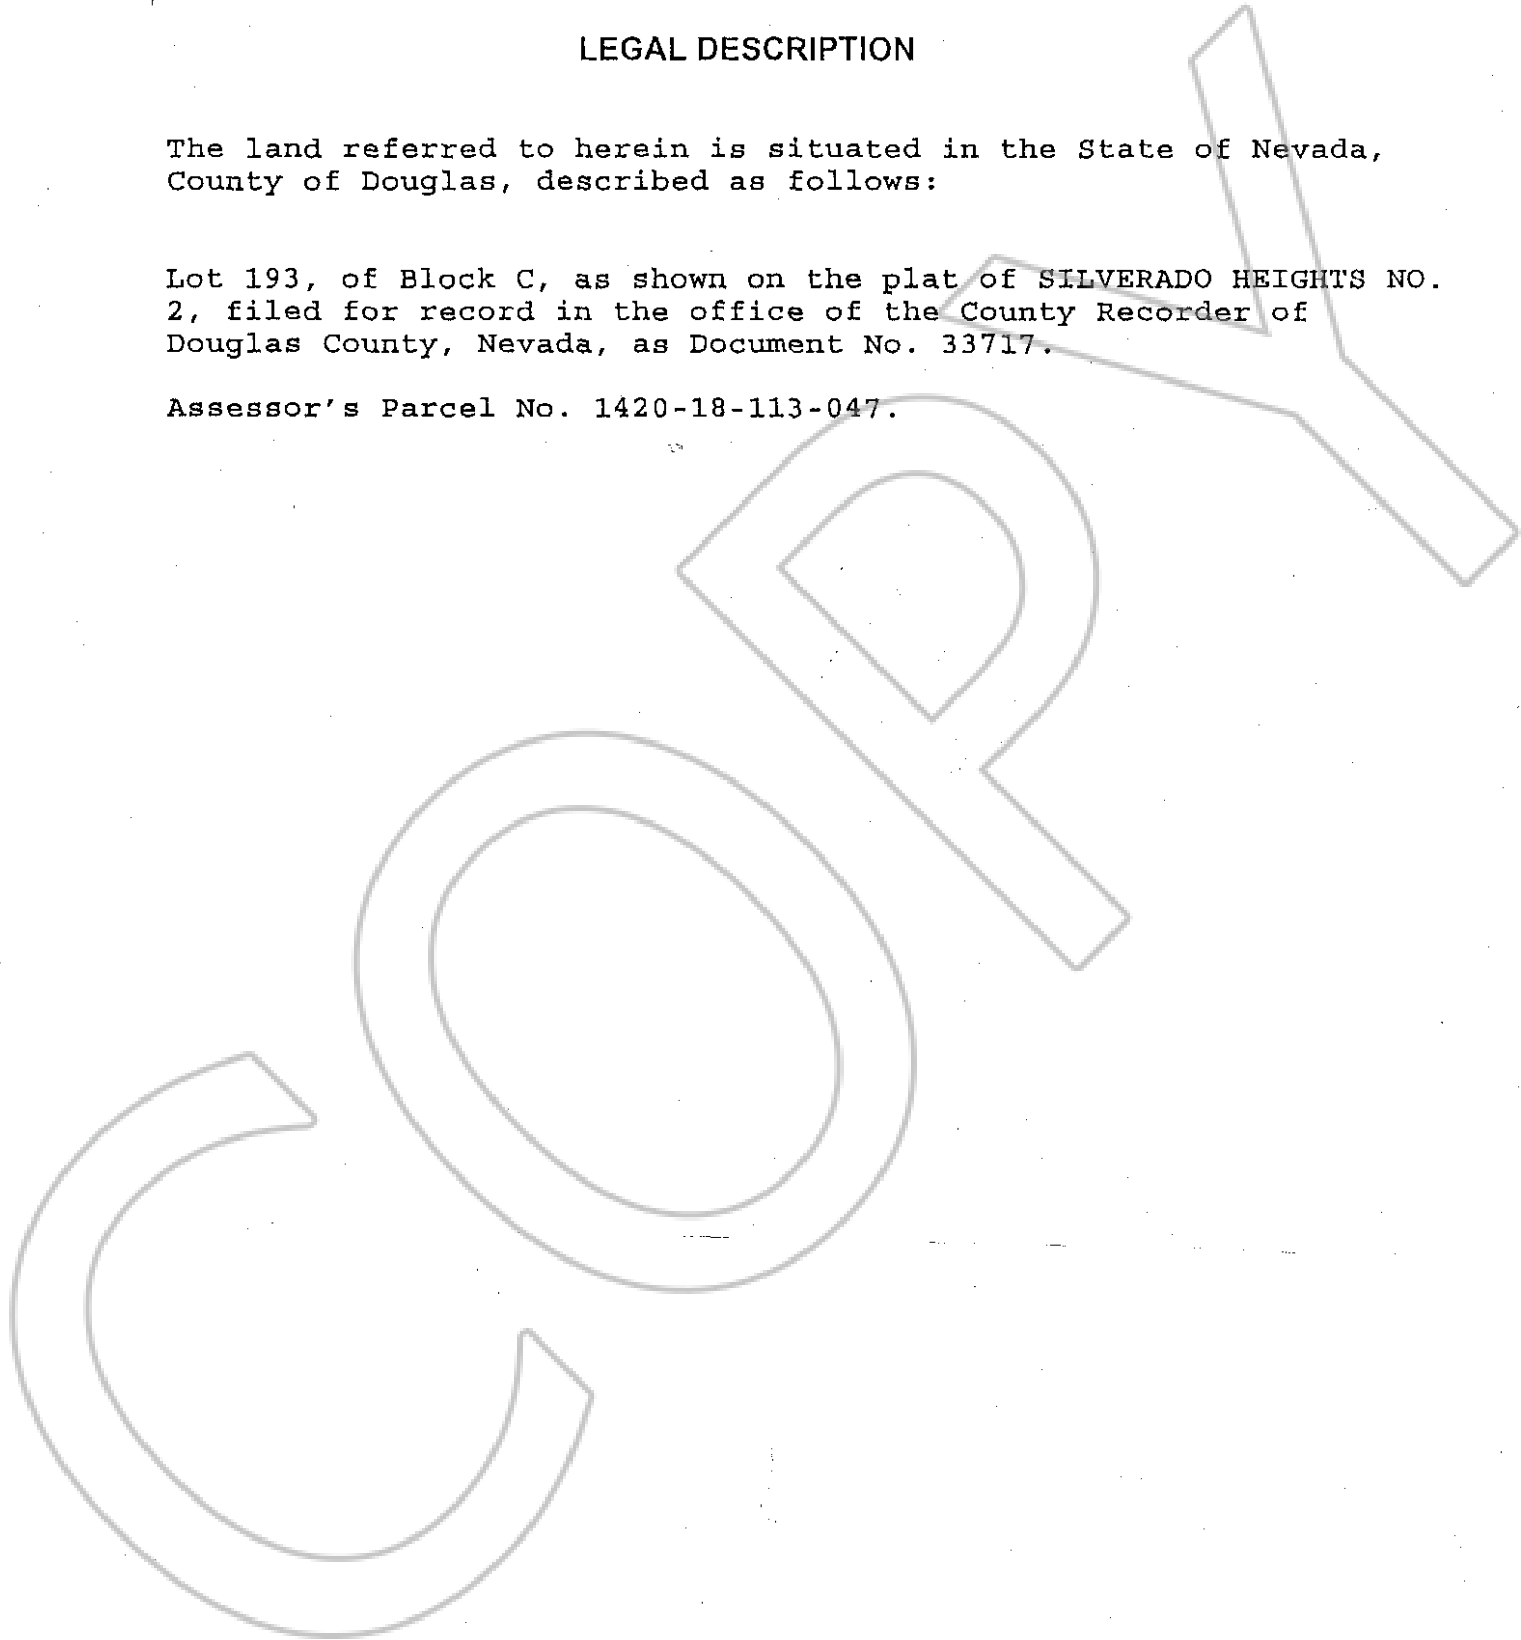 LEGAL DESCRIPTION
The land referred to herein is situated in the State of Nevada,
County of Douglas, described as follows:
Lot 193, of Block C, as shown on the plat of SILVERADO HEIGHTS NO.
2, filed for record in the office of the County Recorder of
Douglas County, Nevada, as Document No. 33717.
Assessor's Parcel No. 1420-18-113-047.
COPY